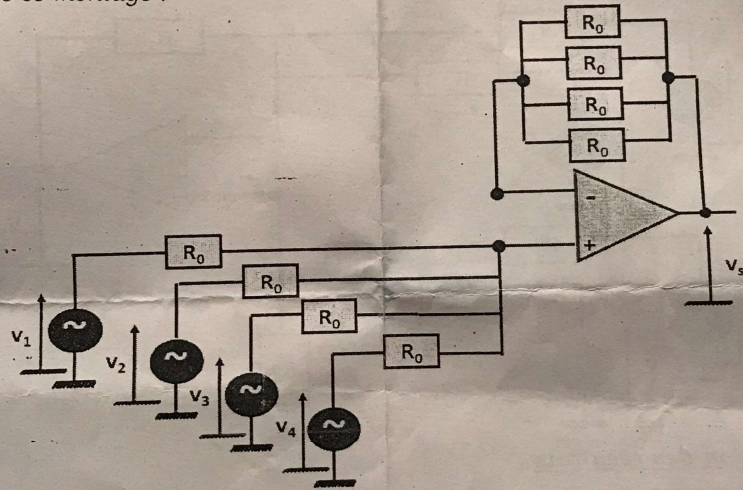 ce montage .
R₀
R₀
R₀
R₀
-
+
R₀
R₀
R₀
R₀
v₁
v₂
v₃
v₄
vₛ